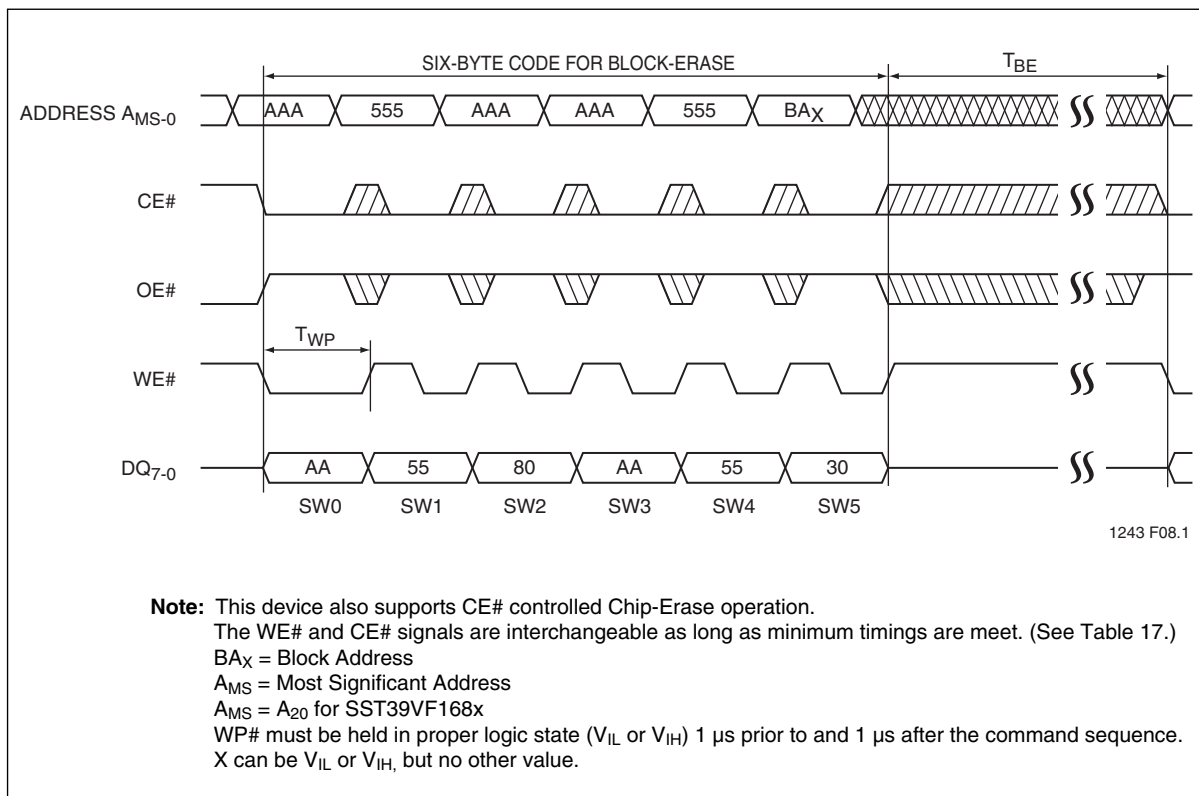 SIX-BYTE CODE FOR BLOCK-ERASE
TBE
ADDRESS AMS-0
AAA 555 AAA AAA 555 BAX
CE#
OE#
TWP
WE#
DQ7-0
AA 55 80 AA 55 30
SW0 SW1 SW2 SW3 SW4 SW5
1243 F08.1
Note: This device also supports CE# controlled Chip-Erase operation.
The WE# and CE# signals are interchangeable as long as minimum timings are meet. (See Table 17.)
BAX = Block Address
AMS = Most Significant Address
AMS = A20 for SST39VF168x
WP# must be held in proper logic state (VIL or VIH) 1 µs prior to and 1 µs after the command sequence.
X can be VIL or VIH, but no other value.